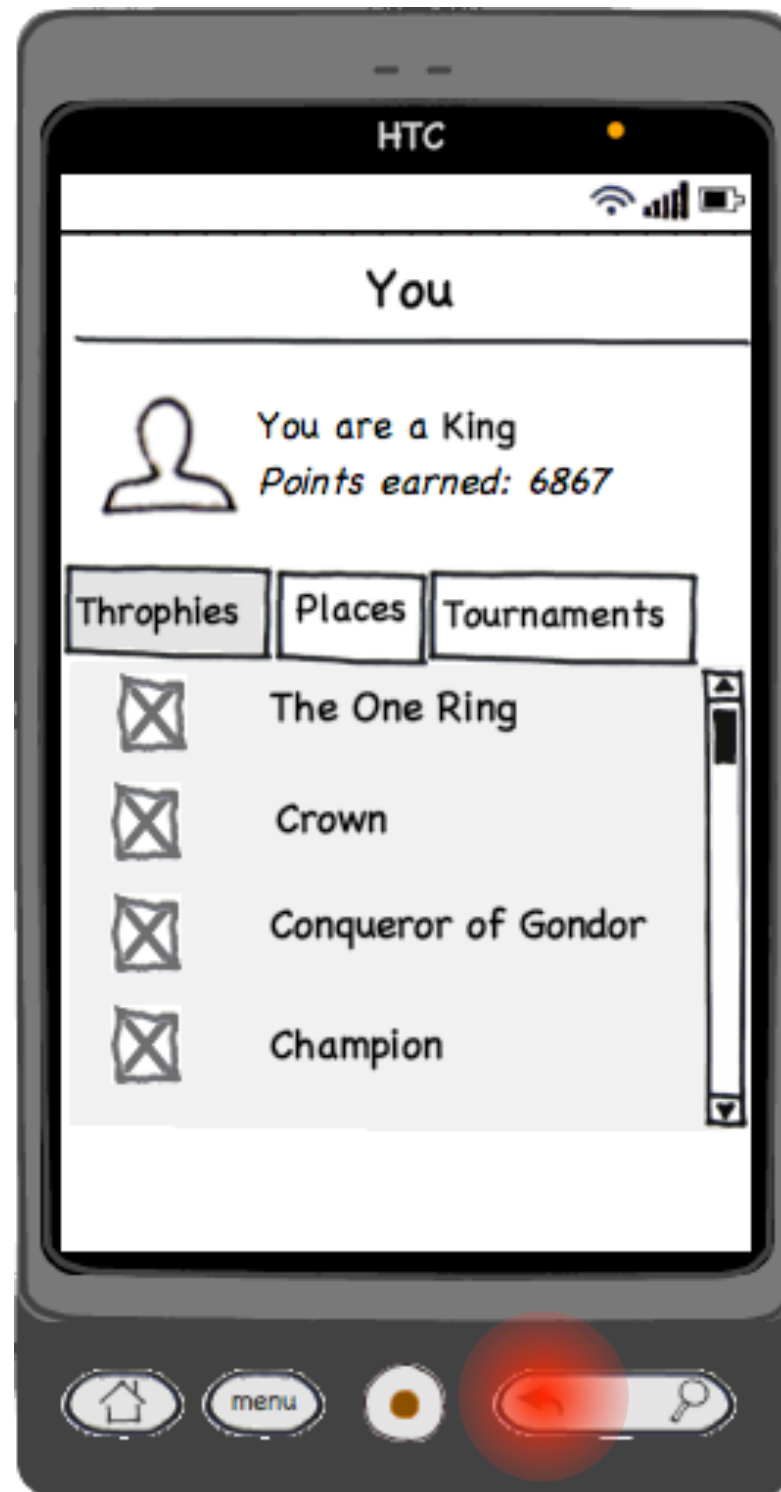 HTC
You
You are a King
Points earned: 6867
Throphies Places Tournaments
The One Ring
Crown
Conqueror of Gondor
Champion
menu